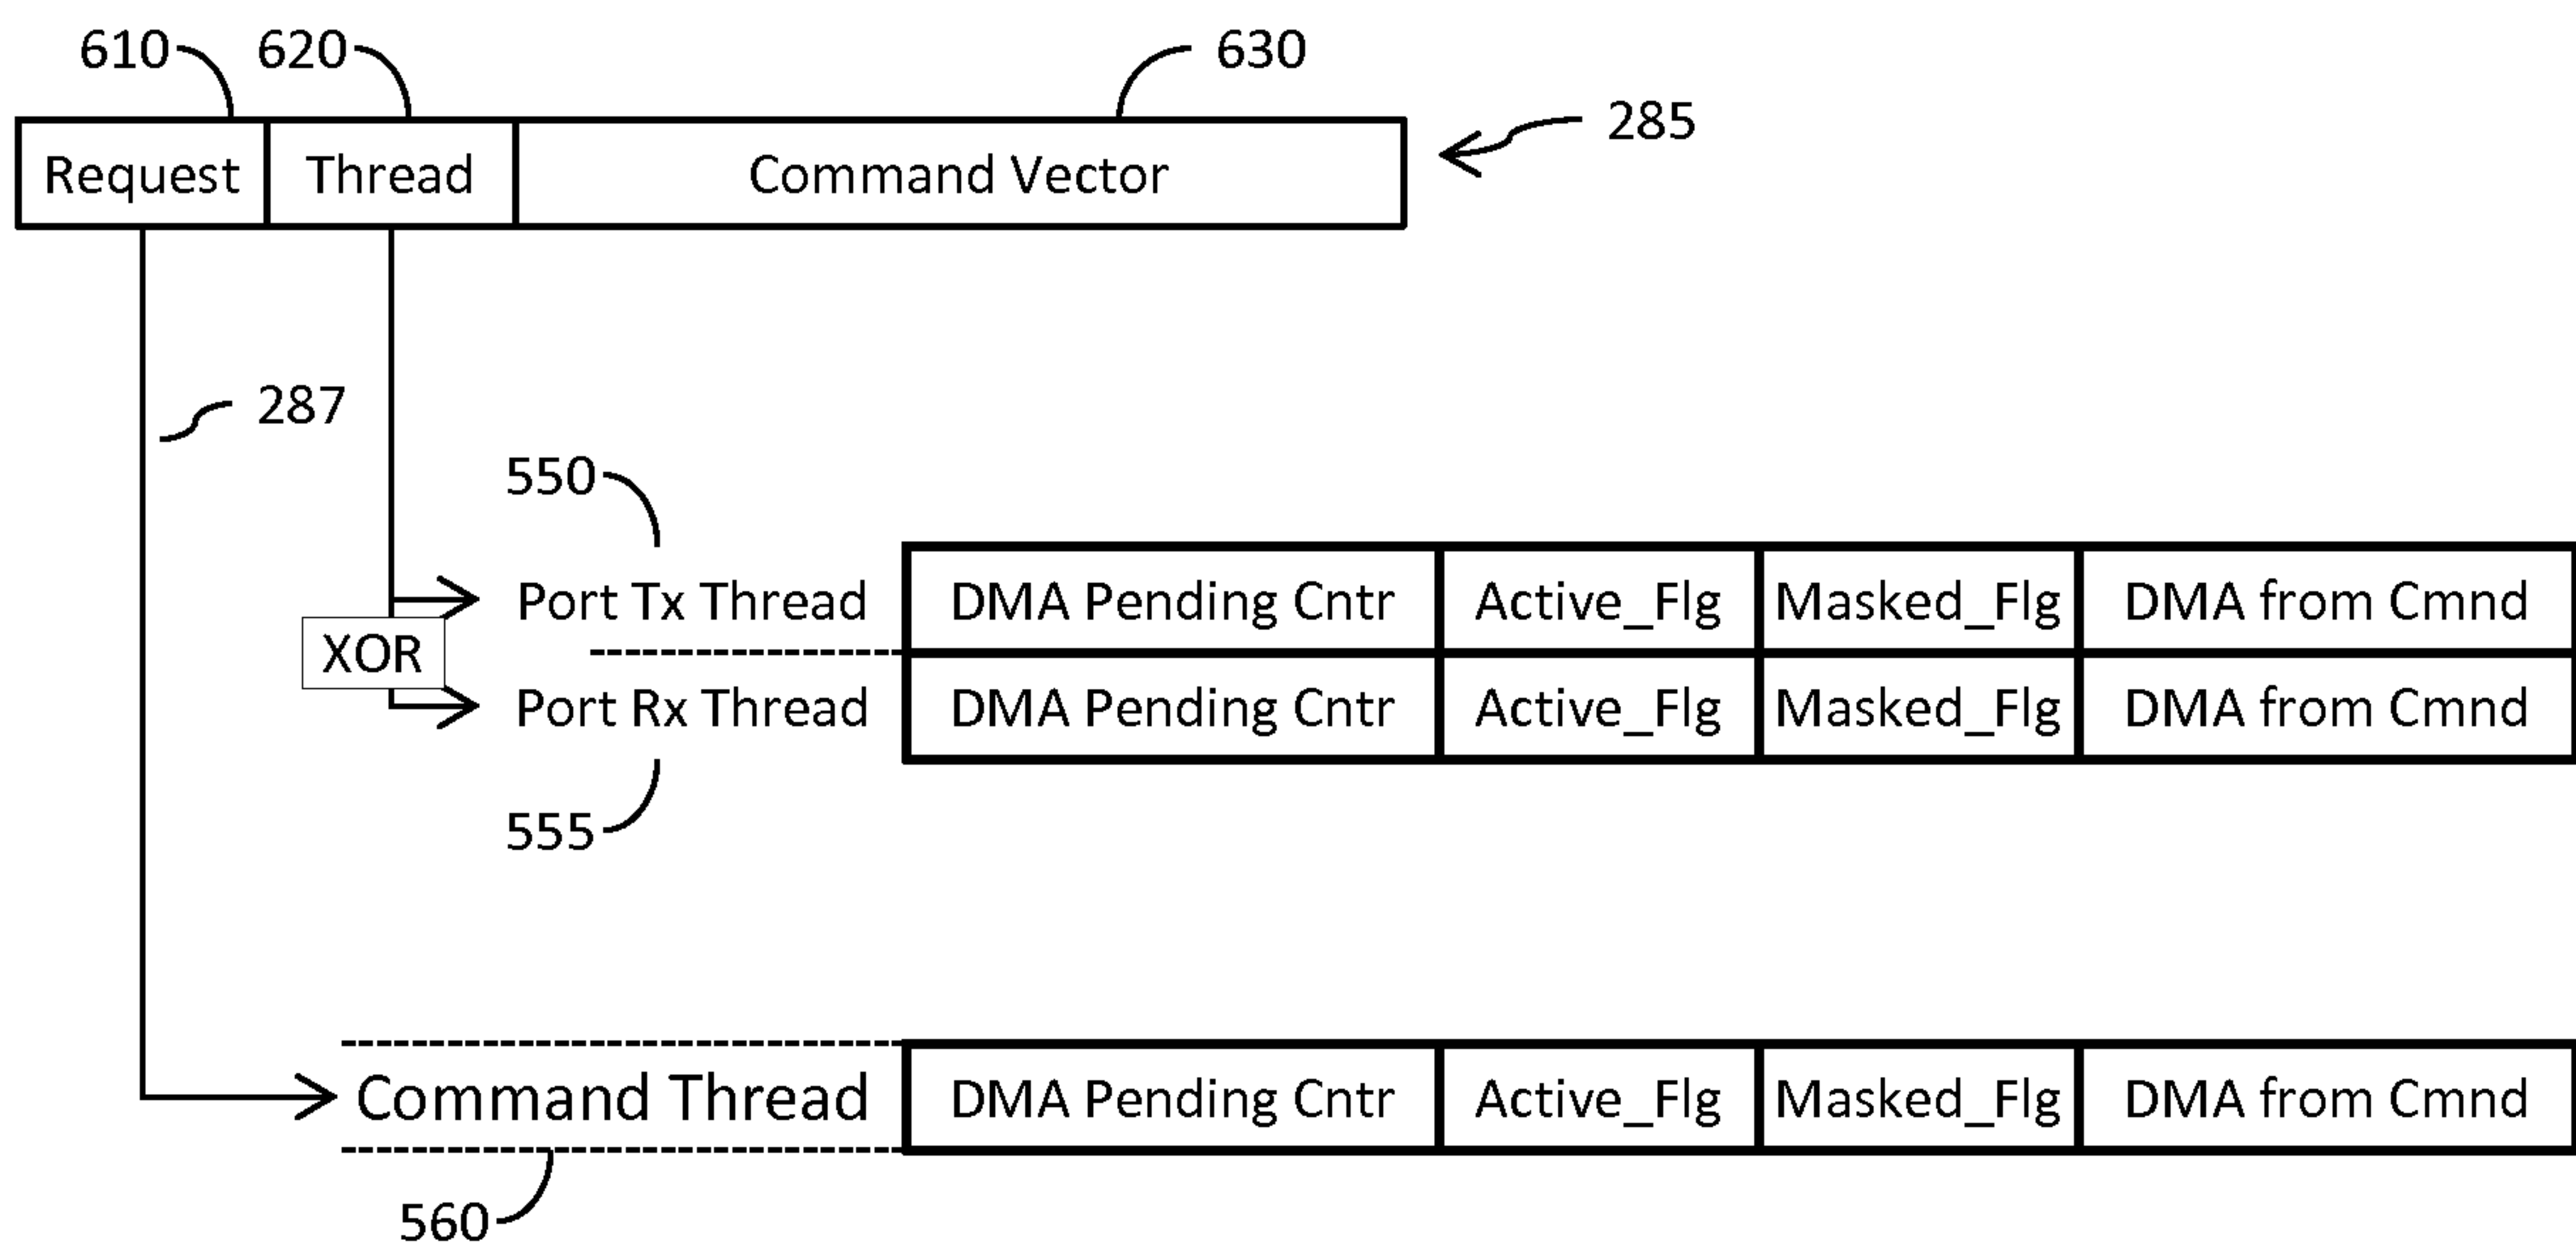 610 620 630
285
Request Thread Command Vector
287
550
Port Tx Thread DMA Pending Cntr Active_Flg Masked_Flg DMA from Cmnd
XOR
Port Rx Thread DMA Pending Cntr Active_Flg Masked_Flg DMA from Cmnd
555
Command Thread DMA Pending Cntr Active_Flg Masked_Flg DMA from Cmnd
560